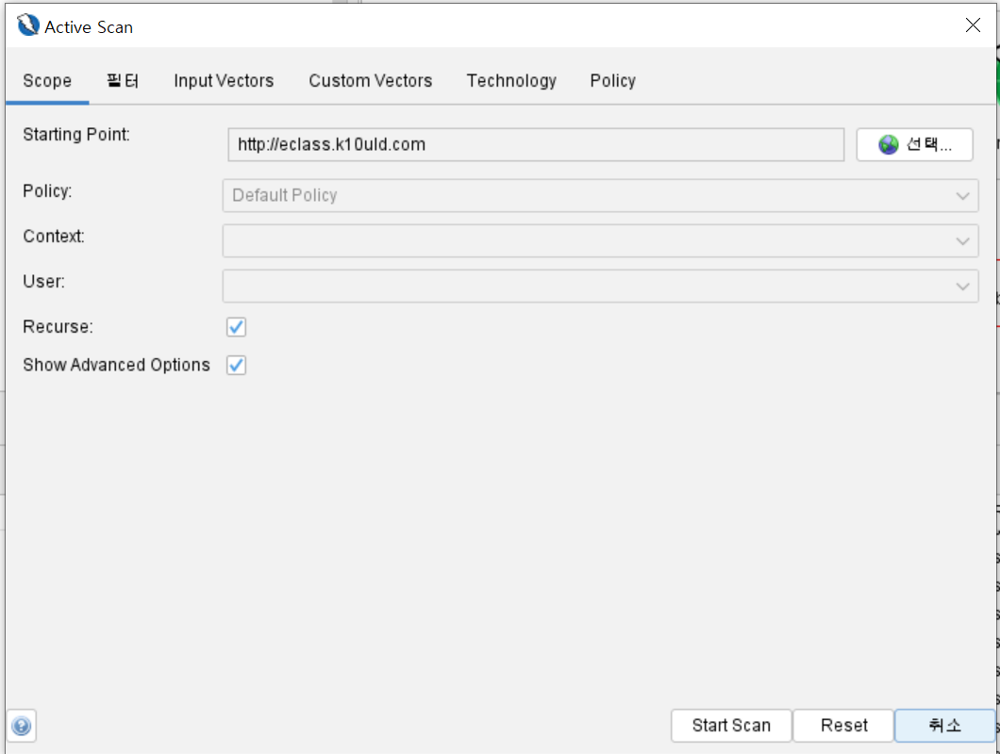 Active Scan
Scope 필터 Input Vectors Custom Vectors Technology Policy
Starting Point: http://eclass.k10uld.com 선택...
Policy: Default Policy
Context:
User:
Recurse:
Show Advanced Options
Start Scan Reset 취소